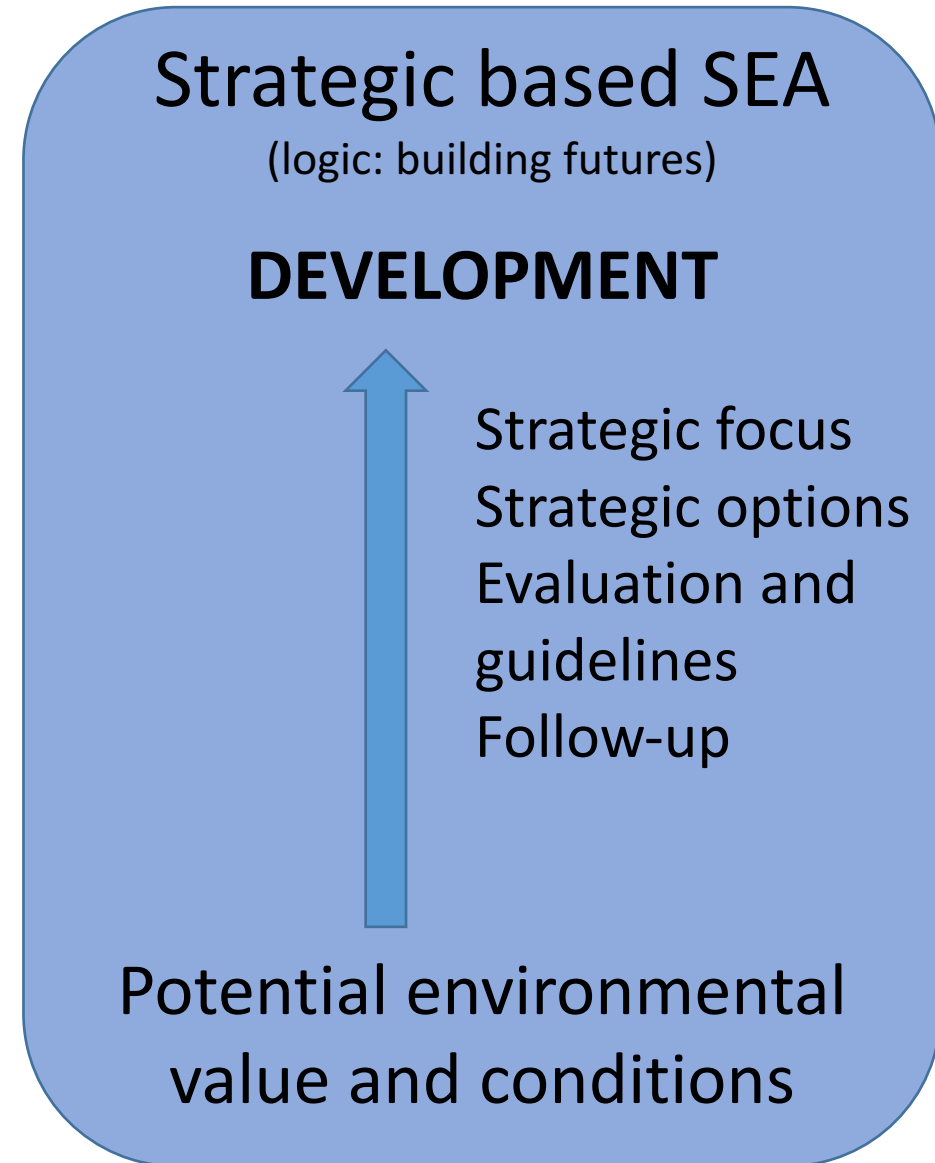 Strategic based SEA
(logic: building futures)
DEVELOPMENT
Strategic focus
Strategic options
Evaluation and
guidelines
Follow-up
Potential environmental
value and conditions